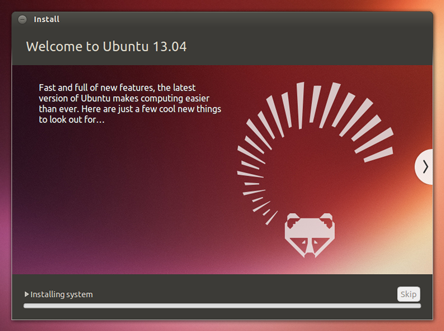 Install
Welcome to Ubuntu 13.04
Fast and full of new features, the latest
version of Ubuntu makes computing easier
than ever. Here are just a few cool new things
to look out for...
Installing system
Skip